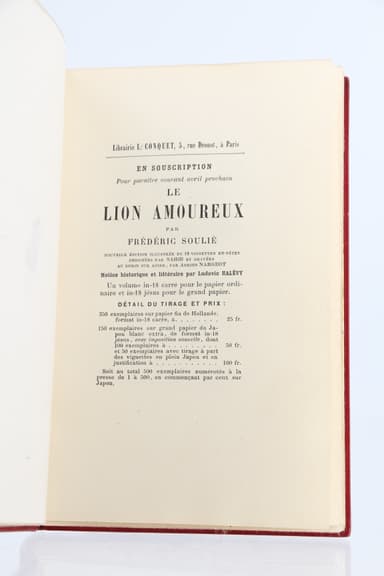 Librairie L. CONQUET, 5, rue Drouot, à Paris
EN SOUSCRIPTION
Pour paraître courant avril prochain
LE
LION AMOUREUX
PAR
FRÉDÉRIC SOULIÉ
NOUVELLE ÉDITION ILLUSTRÉE DE 19 VIGNETTES EN-TÊTES
DESSINÉES PAR SAHIB ET GRAVÉES
AU BURIN SUR ACIER, PAR ADRIEN NARGEOT
Notice historique et littéraire par Ludovic HALÉVY
Un volume in-18 carré pour le papier ordi-
naire et in-18 jésus pour le grand papier.
DÉTAIL DU TIRAGE ET PRIX :
350 exemplaires sur papier fin de Hollande,
format in-18 carré, à . . . . . . . . 25 fr.
150 exemplaires sur grand papier du Ja-
pon blanc extra, de format in-18
jésus, avec imposition nouvelle, dont
100 exemplaires à . . . . . . . . . 50 fr.
et 50 exemplaires avec tirage à part
des vignettes en plein Japon et en
justification à . . . . . . . . . . 100 fr.
Soit au total 500 exemplaires numérotés à la
presse de 1 à 500, en commençant par ceux sur
Japon.